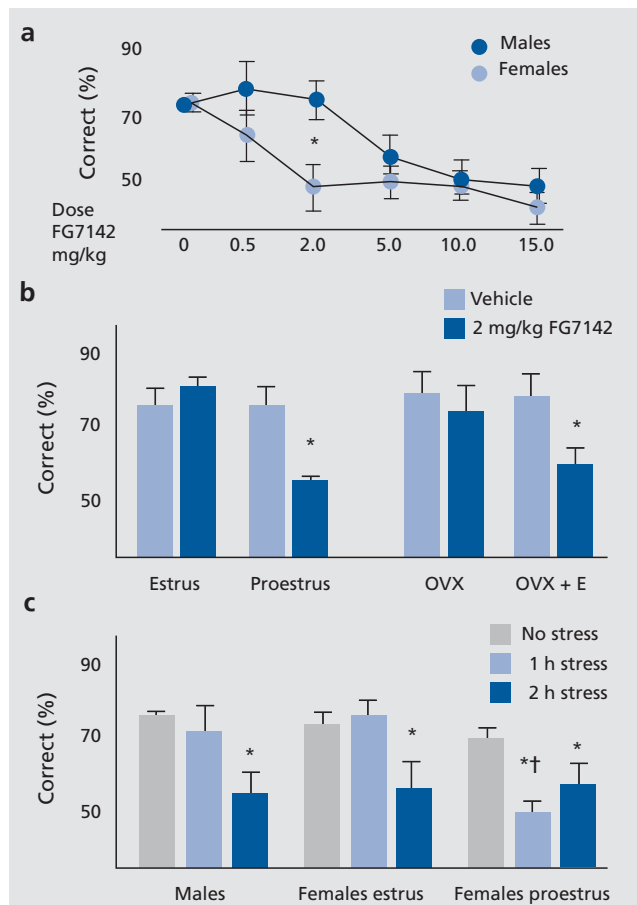 a
90
Males
Females
Correct (%)
70
*
50
Dose
FG7142
mg/kg
0 0.5 2.0 5.0 10.0 15.0
b
Vehicle
2 mg/kg FG7142
90
Correct (%)
70
* *
50
Estrus Proestrus OVX OVX + E
c
No stress
1 h stress
2 h stress
90
Correct (%)
70
* * *† *
50
Males Females estrus Females proestrus